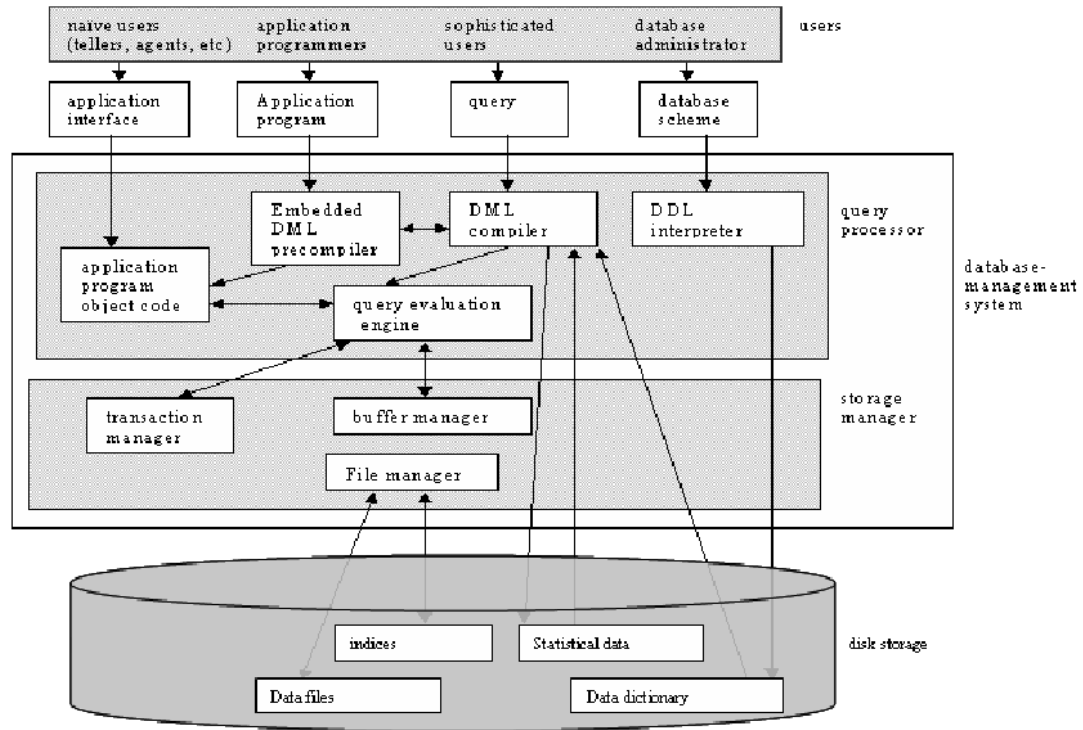 naïve users
(tellers, agents, etc)
application
programmers
sophisticated
users
database
administrator
users
application
interface
Application
program
query
database
scheme
Embedded
DML
precompiler
DML
compiler
DDL
interpreter
query
processor
application
program
object code
query evaluation
engine
database-
management
system
transaction
manager
buffer manager
storage
manager
File manager
indices
Statistical data
disk storage
Data files
Data dictionary